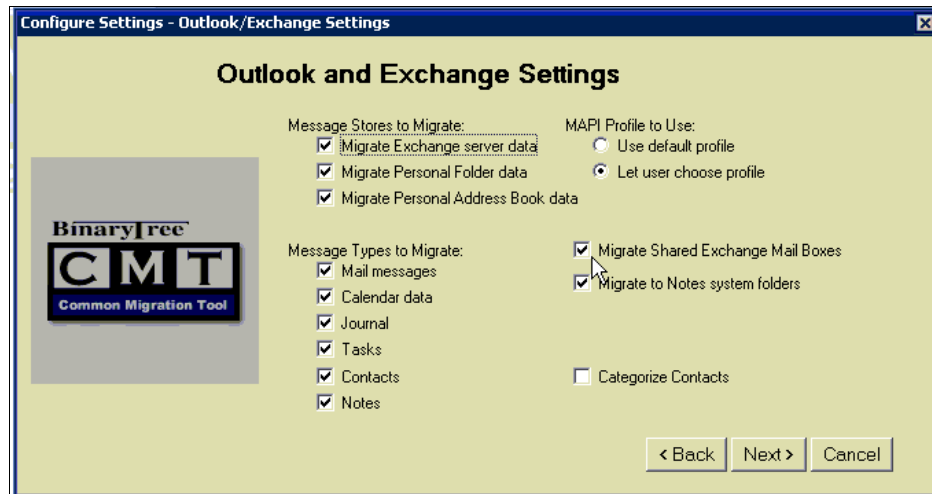 Configure Settings - Outlook/Exchange Settings
Outlook and Exchange Settings
Message Stores to Migrate:
Migrate Exchange server data
Migrate Personal Folder data
Migrate Personal Address Book data
MAPI Profile to Use:
Use default profile
Let user choose profile
BinaryTree
CMT
Common Migration Tool
Message Types to Migrate:
Mail messages
Calendar data
Journal
Tasks
Contacts
Notes
Migrate Shared Exchange Mail Boxes
Migrate to Notes system folders
Categorize Contacts
< Back
Next >
Cancel